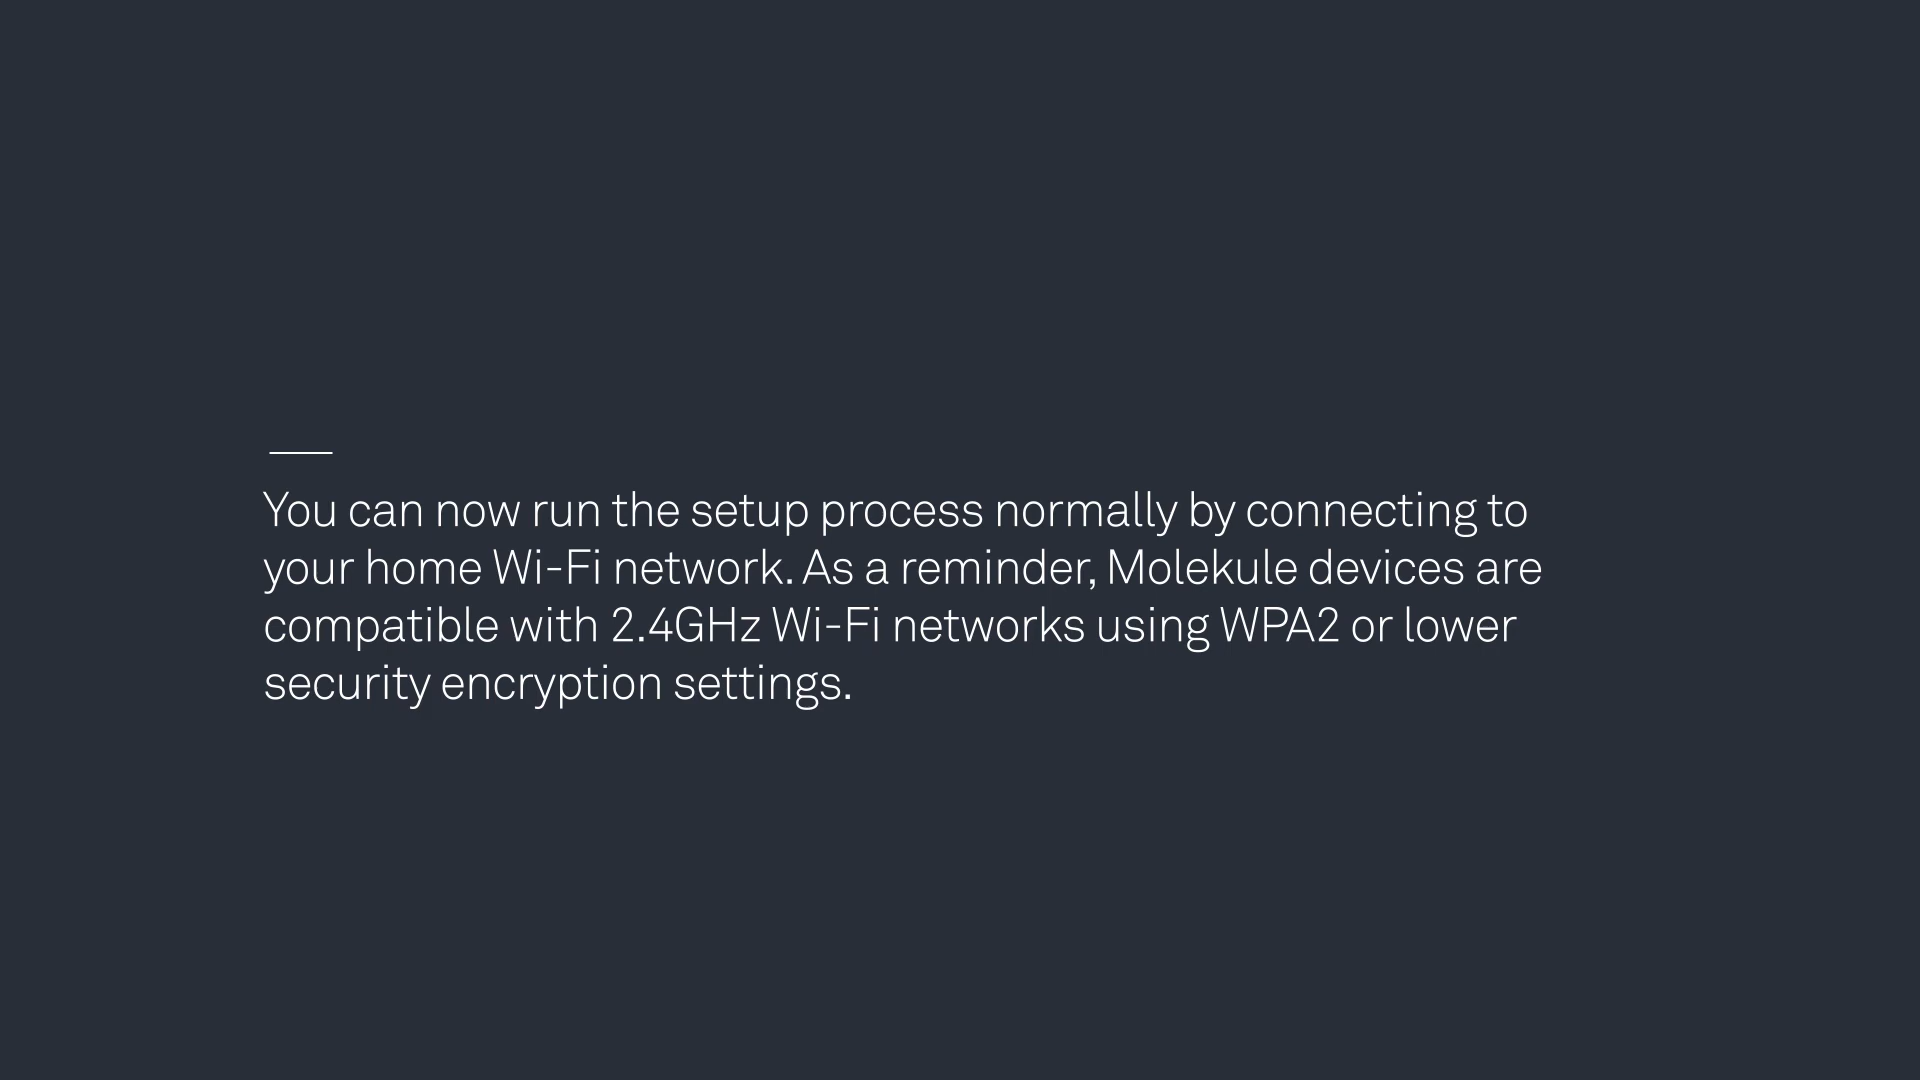 You can now run the setup process normally by connecting to
your home Wi-Fi network. As a reminder, Molekule devices are
compatible with 2.4GHz Wi-Fi networks using WPA2 or lower
security encryption settings.